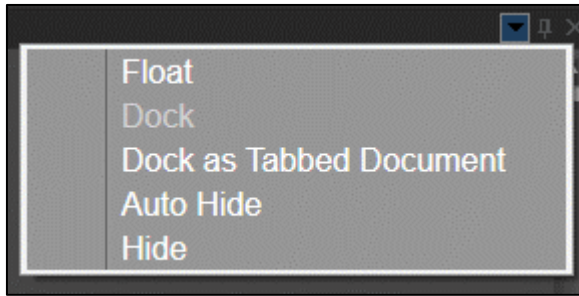 Float
Dock
Dock as Tabbed Document
Auto Hide
Hide